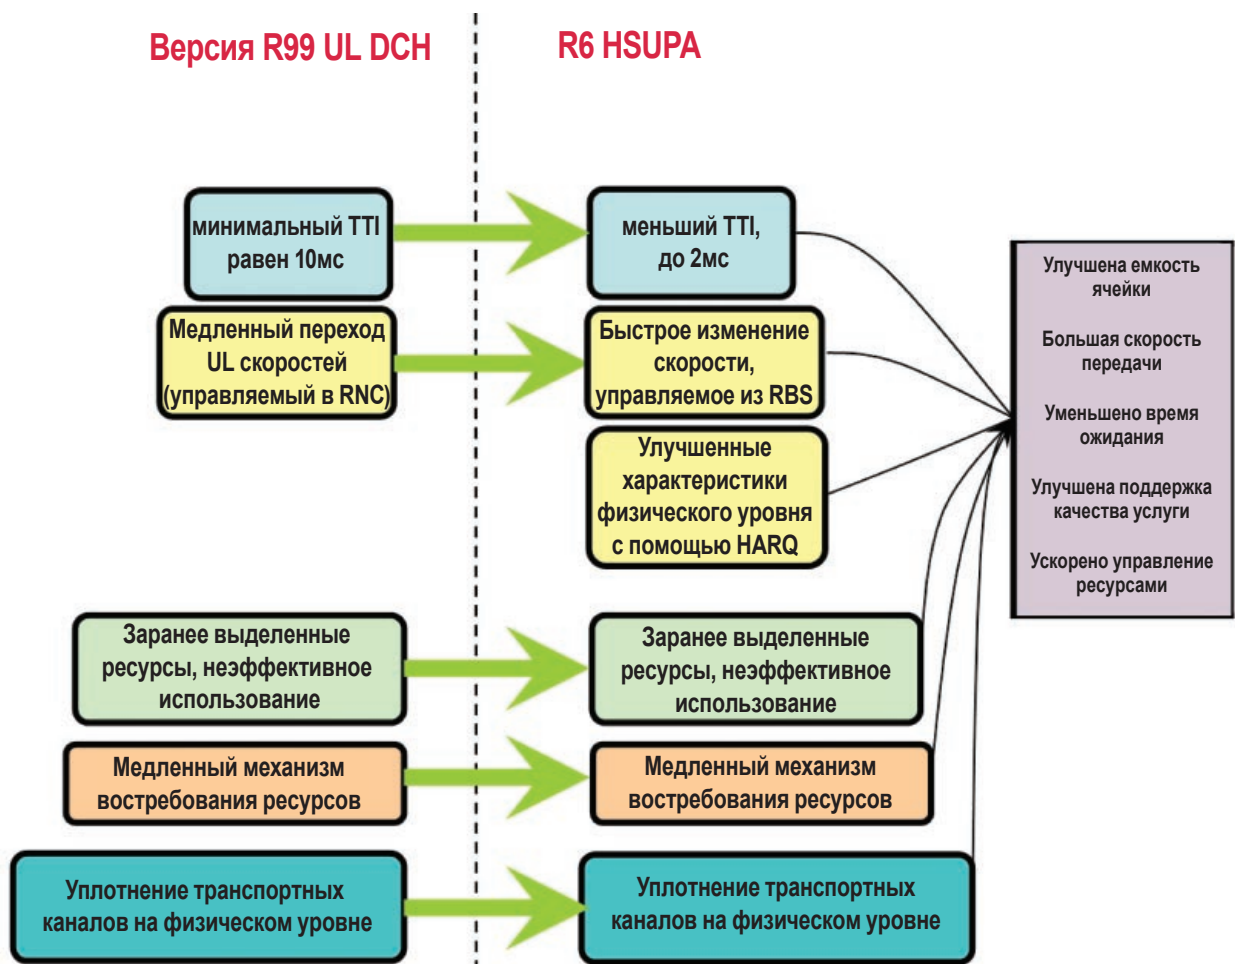 Версия R99 UL DCH
R6 HSUPA
минимальный TTI
равен 10мс
меньший TTI,
до 2мс
Медленный переход
UL скоростей
(управляемый в RNC)
Быстрое изменение
скорости,
управляемое из RBS
Улучшенные
характеристики
физического уровня
с помощью HARQ
Заранее выделенные
ресурсы, неэффективное
использование
Заранее выделенные
ресурсы, неэффективное
использование
Медленный механизм
востребования ресурсов
Медленный механизм
востребования ресурсов
Уплотнение транспортных
каналов на физическом уровне
Уплотнение транспортных
каналов на физическом уровне
Улучшена емкость
ячейки
Большая скорость
передачи
Уменьшено время
ожидания
Улучшена поддержка
качества услуги
Ускорено управление
ресурсами